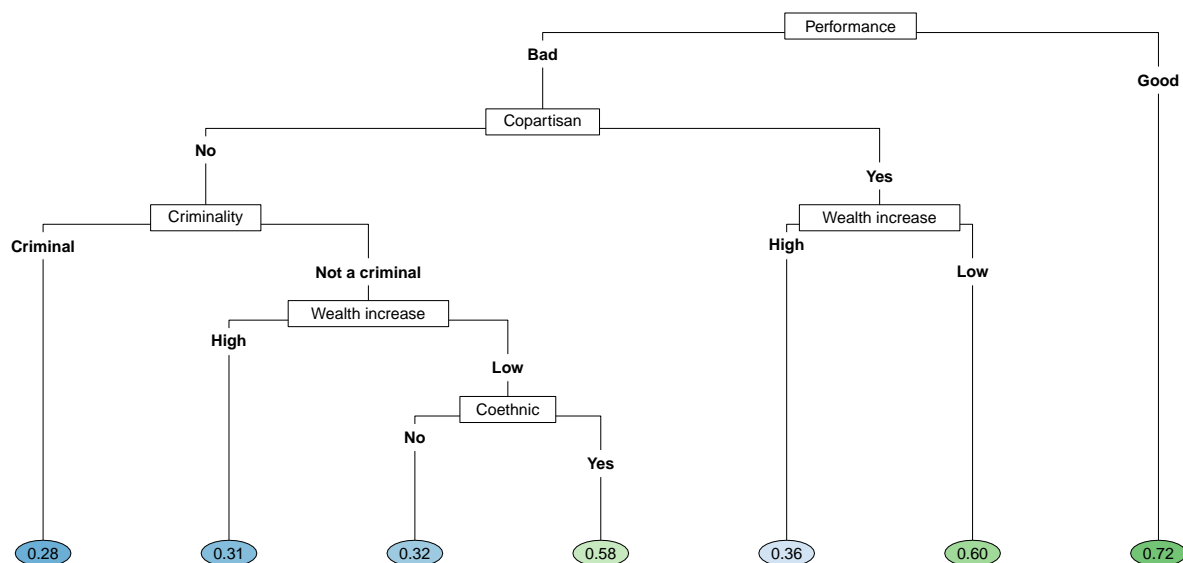 Performance
Bad
Good
Copartisan
No
Yes
Criminality
Wealth increase
Criminal
High
Not a criminal
Low
Wealth increase
High
Low
Coethnic
No
Yes
0.28
0.31
0.32
0.58
0.36
0.60
0.72